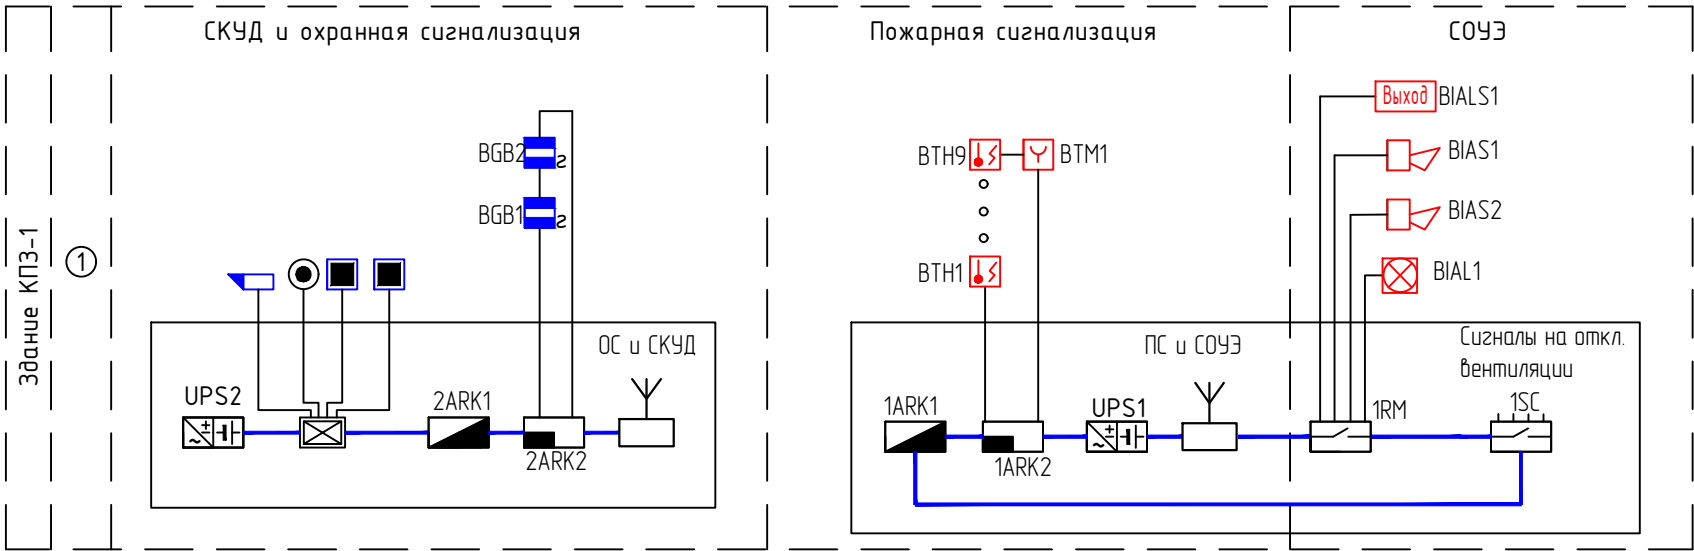 СКУД и охранная сигнализация
Пожарная сигнализация
СОУЭ
Здание КПЗ-1
1
BGB2
BGB1
ОС и СКУД
UPS2
2ARK1
2ARK2
BTH9
BTM1
BTH1
ПС и СОУЭ
1ARK1
1ARK2
UPS1
Выход
BIALS1
BIAS1
BIAS2
BIAL1
Сигналы на откл.
вентиляции
1RM
1SC